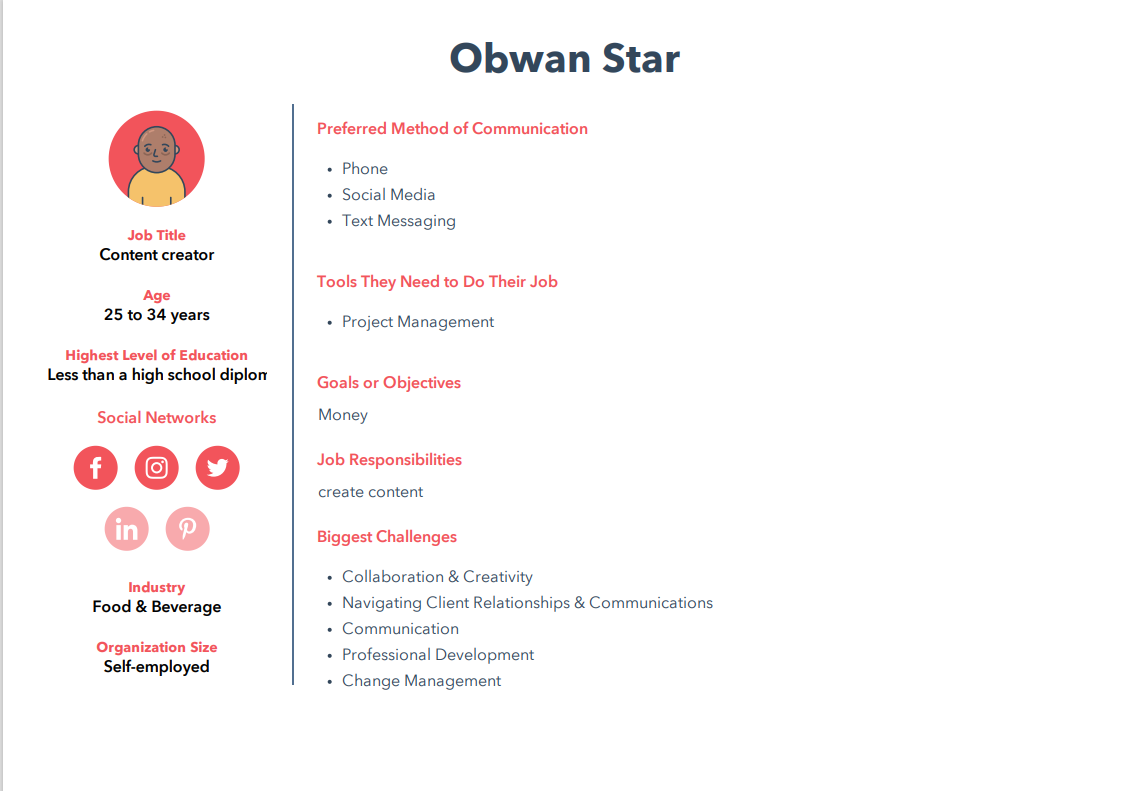 Obwan Star
Job Title
Content creator
Age
25 to 34 years
Highest Level of Education
Less than a high school diplom
Social Networks
f
in
Industry
Food & Beverage
Organization Size
Self-employed
Preferred Method of Communication
• Phone
• Social Media
• Text Messaging
Tools They Need to Do Their Job
• Project Management
Goals or Objectives
Money
Job Responsibilities
create content
Biggest Challenges
• Collaboration & Creativity
• Navigating Client Relationships & Communications
• Communication
• Professional Development
• Change Management